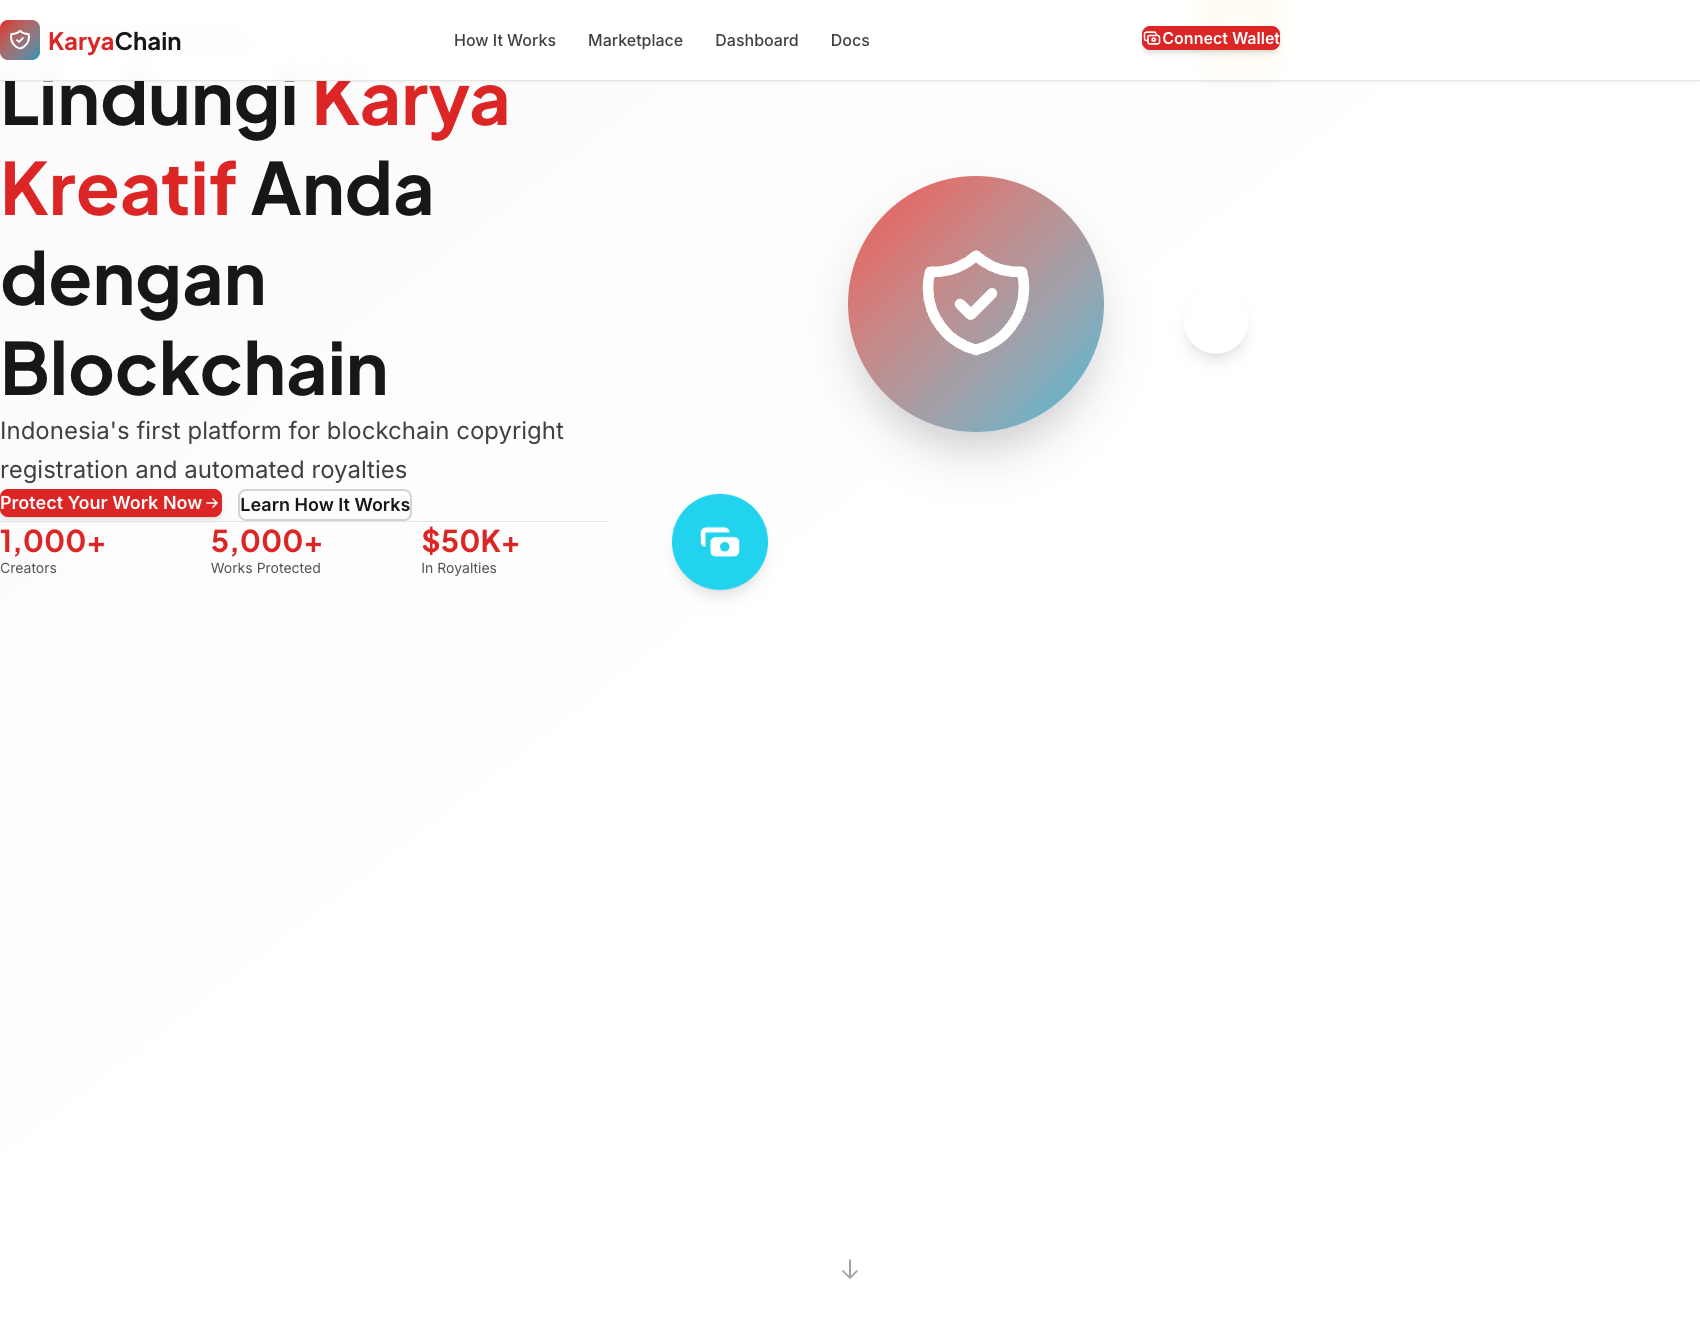 KaryaChain
How It Works
Marketplace
Dashboard
Docs
Connect Wallet
Lindungi Karya
Kreatif Anda
dengan
Blockchain
Indonesia's first platform for blockchain copyright
registration and automated royalties
Protect Your Work Now
Learn How It Works
1,000+
Creators
5,000+
Works Protected
$50K+
In Royalties